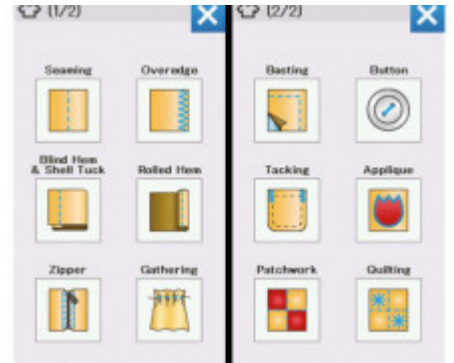 (1/2)
Seaming Overedge
Blind Hem
& Shell Tuck Rolled Hem
Zipper Gathering
(2/2)
Basting Button
Tacking Applique
Patchwork Quilting